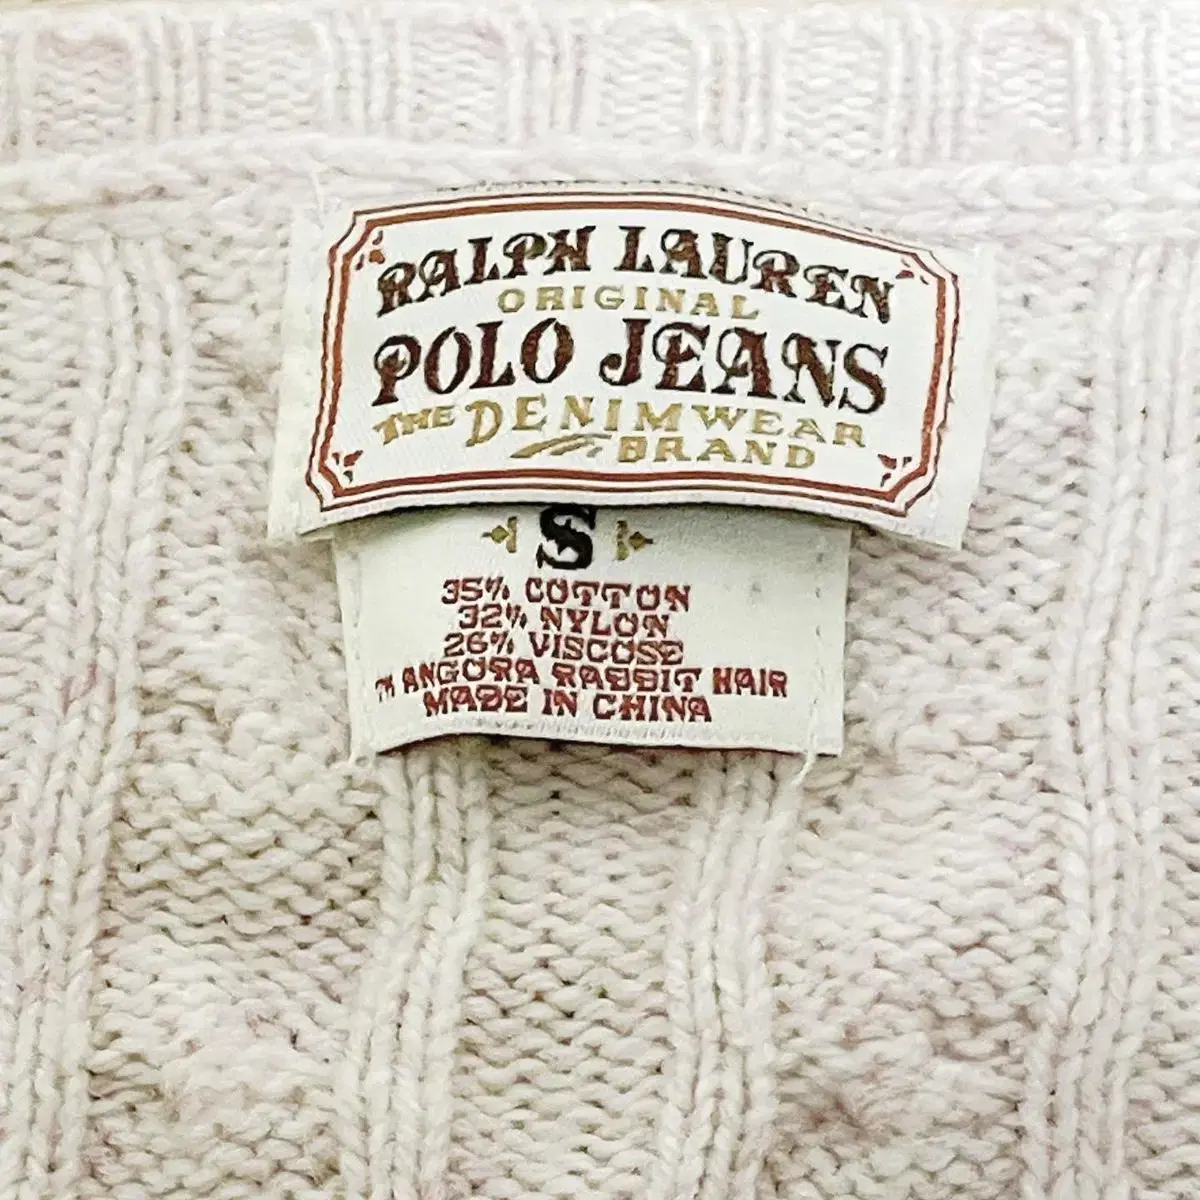 RALPH LAUREN
ORIGINAL
POLO JEANS
THE DENIMWEAR
BRAND
S
35% COTTON
32% NYLON
26% VISCOSE
7% ANGORA RABBIT HAIR
MADE IN CHINA